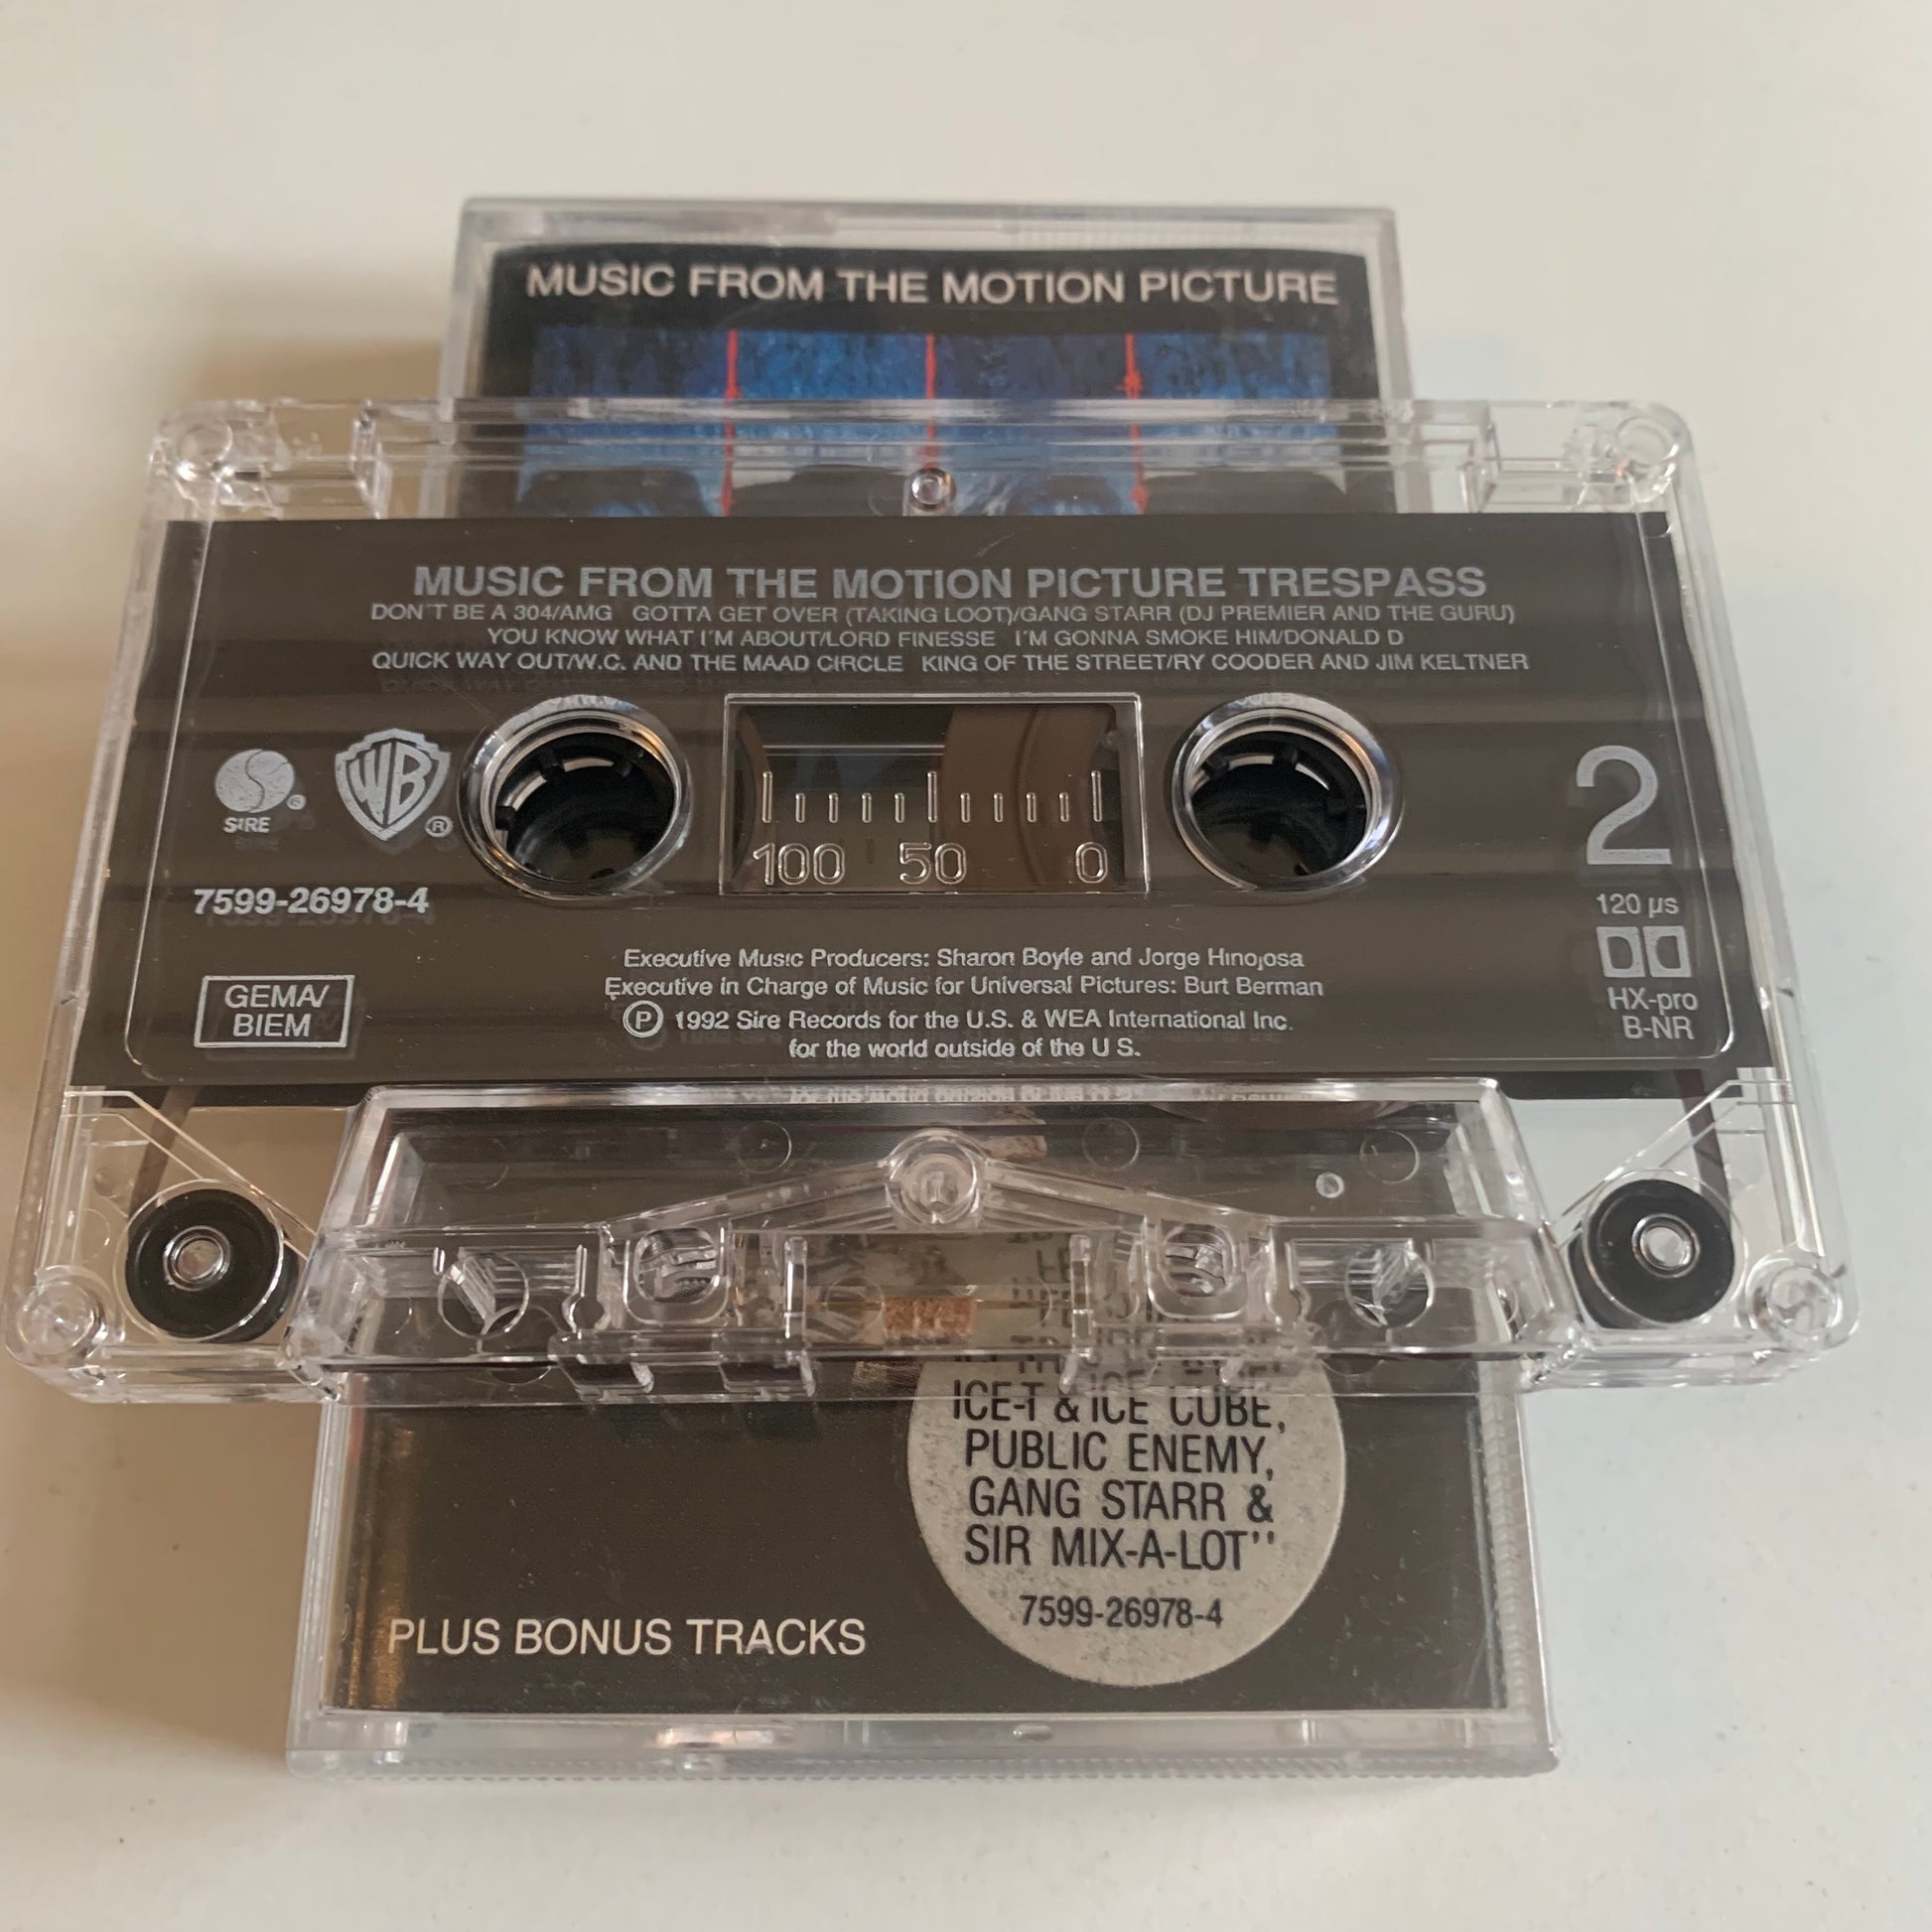 MUSIC FROM THE MOTION PICTURE
MUSIC FROM THE MOTION PICTURE TRESPASS
DON'T BE A 304/AMG GOTTA GET OVER (TAKING LOOT)/GANG STARR (DJ PREMIER AND THE GURU)
YOU KNOW WHAT I'M ABOUT/LORD FINESSE I'M GONNA SMOKE HIM/DONALD D
QUICK WAY OUT/W.C. AND THE MAAD CIRCLE KING OF THE STREET/RY COODER AND JIM KELTNER
SIRE
WB
100 50 0
2
7599-26978-4
120 µs
HX-pro
B-NR
GEMA/
BIEM
Executive Music Producers: Sharon Boyle and Jorge Hinojosa
Executive in Charge of Music for Universal Pictures: Burt Berman
Ⓟ 1992 Sire Records for the U.S. & WEA International Inc.
for the world outside of the U S.
ICE-T & ICE CUBE,
PUBLIC ENEMY,
GANG STARR &
SIR MIX-A-LOT"
7599-26978-4
PLUS BONUS TRACKS